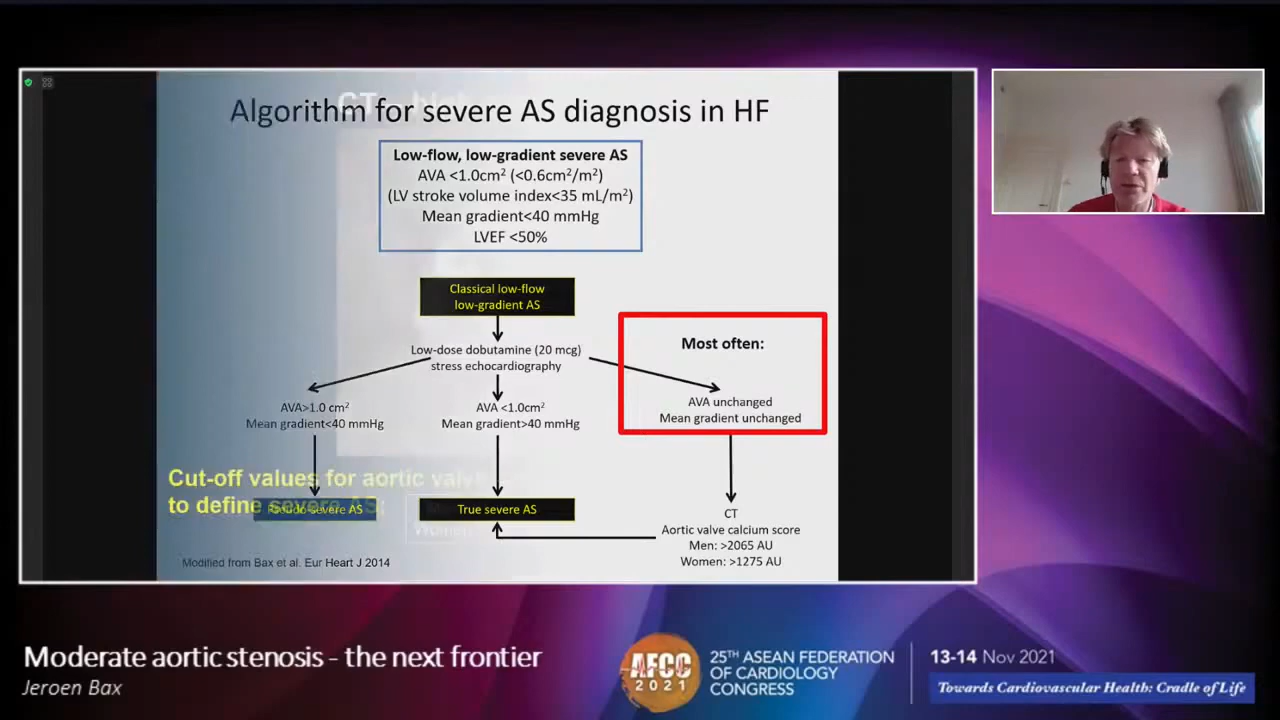 Algorithm for severe AS diagnosis in HF
Low-flow, low-gradient severe AS
AVA <1.0cm² (<0.6cm²/m²)
(LV stroke volume index<35 mL/m²)
Mean gradient<40 mmHg
LVEF <50%
Classical low-flow
low-gradient AS
Low-dose dobutamine (20 mcg)
stress echocardiography
Most often:
AVA>1.0 cm²
Mean gradient<40 mmHg
AVA <1.0cm²
Mean gradient>40 mmHg
AVA unchanged
Mean gradient unchanged
Cut-off values for aortic valve
to define severe AS:
Pseudo-severe AS
True severe AS
Women:
CT
Aortic valve calcium score
Men: >2065 AU
Women: >1275 AU
Modified from Bax et al. Eur Heart J 2014
Moderate aortic stenosis - the next frontier
Jeroen Bax
AFCC
2021
25TH ASEAN FEDERATION
OF CARDIOLOGY
CONGRESS
13-14 Nov 2021
Towards Cardiovascular Health: Cradle of Life